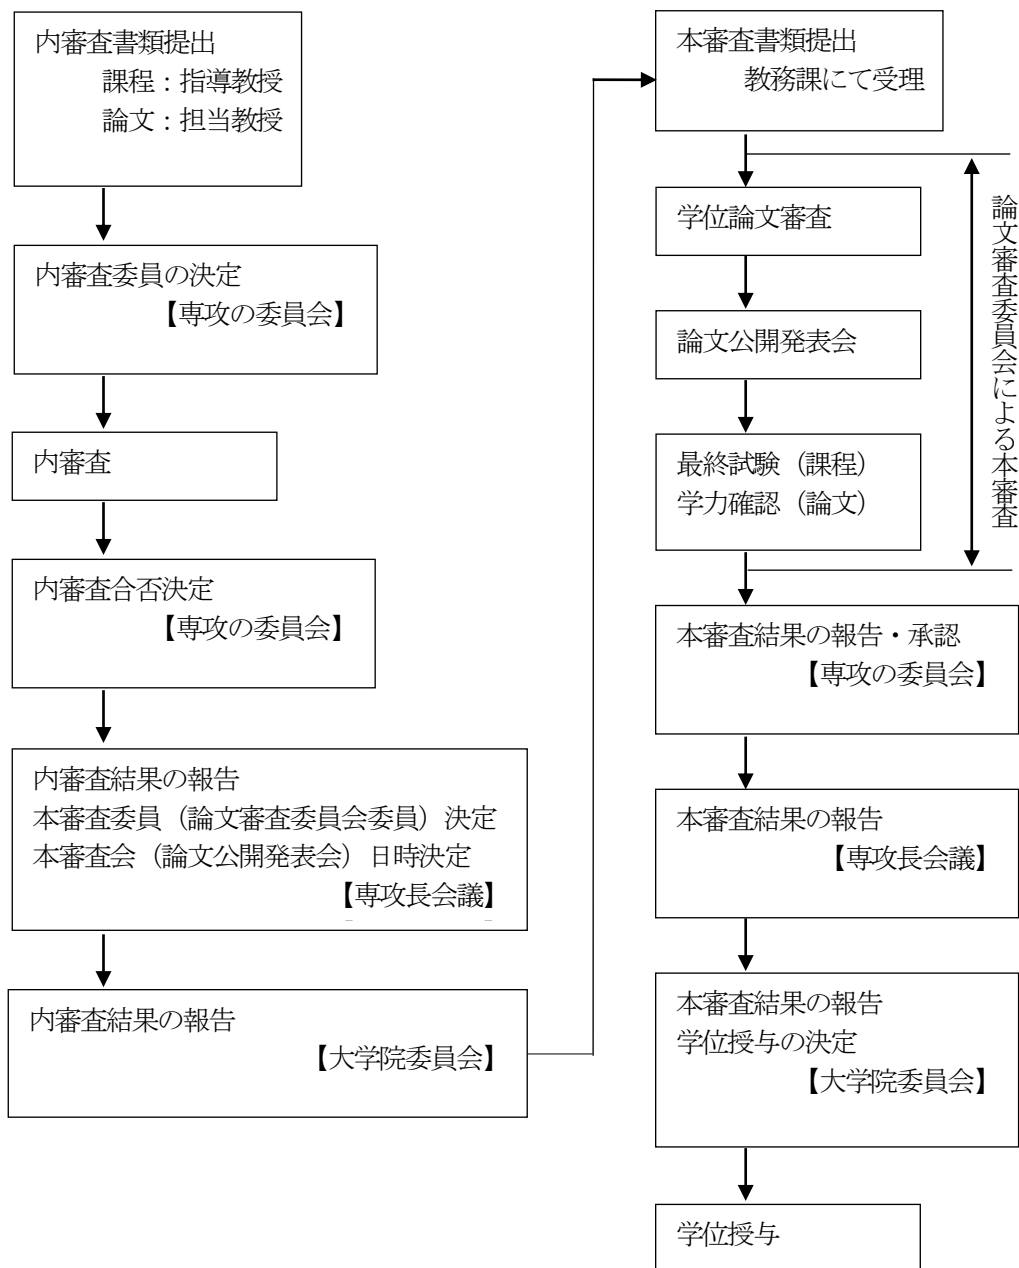 内審査書類提出
課程：指導教授
論文：担当教授
内審査委員の決定
【専攻の委員会】
内審査
内審査合否決定
【専攻の委員会】
内審査結果の報告
本審査委員（論文審査委員会委員）決定
本審査会（論文公開発表会）日時決定
【専攻長会議】
内審査結果の報告
【大学院委員会】
本審査書類提出
教務課にて受理
学位論文審査
論文公開発表会
最終試験（課程）
学力確認（論文）
論文審査委員会による本審査
本審査結果の報告・承認
【専攻の委員会】
本審査結果の報告
【専攻長会議】
本審査結果の報告
学位授与の決定
【大学院委員会】
学位授与